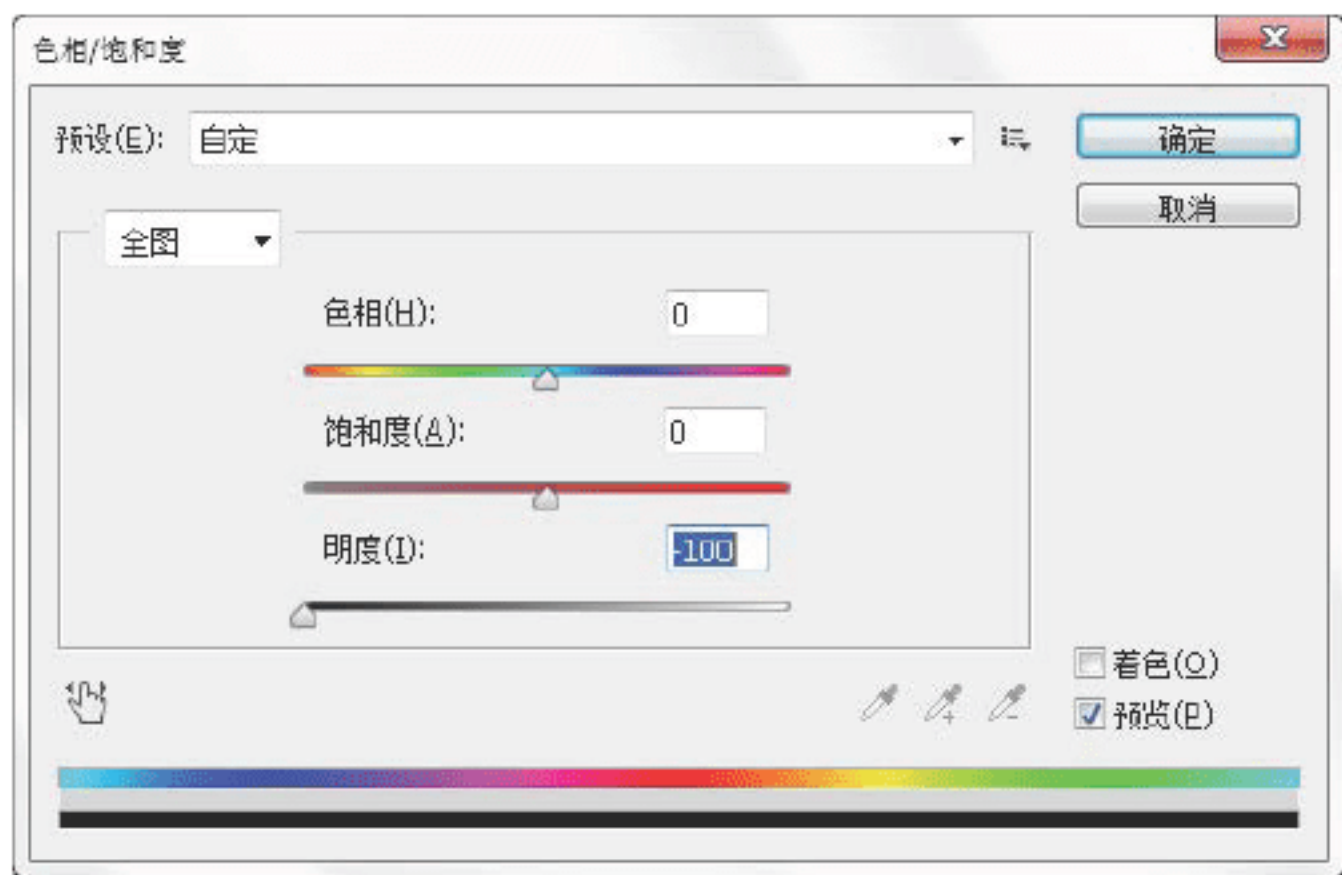 色相/饱和度
预设(E): 自定
确定
取消
全图
色相(H): 0
饱和度(A): 0
明度(I): -100
着色(O)
预览(P)